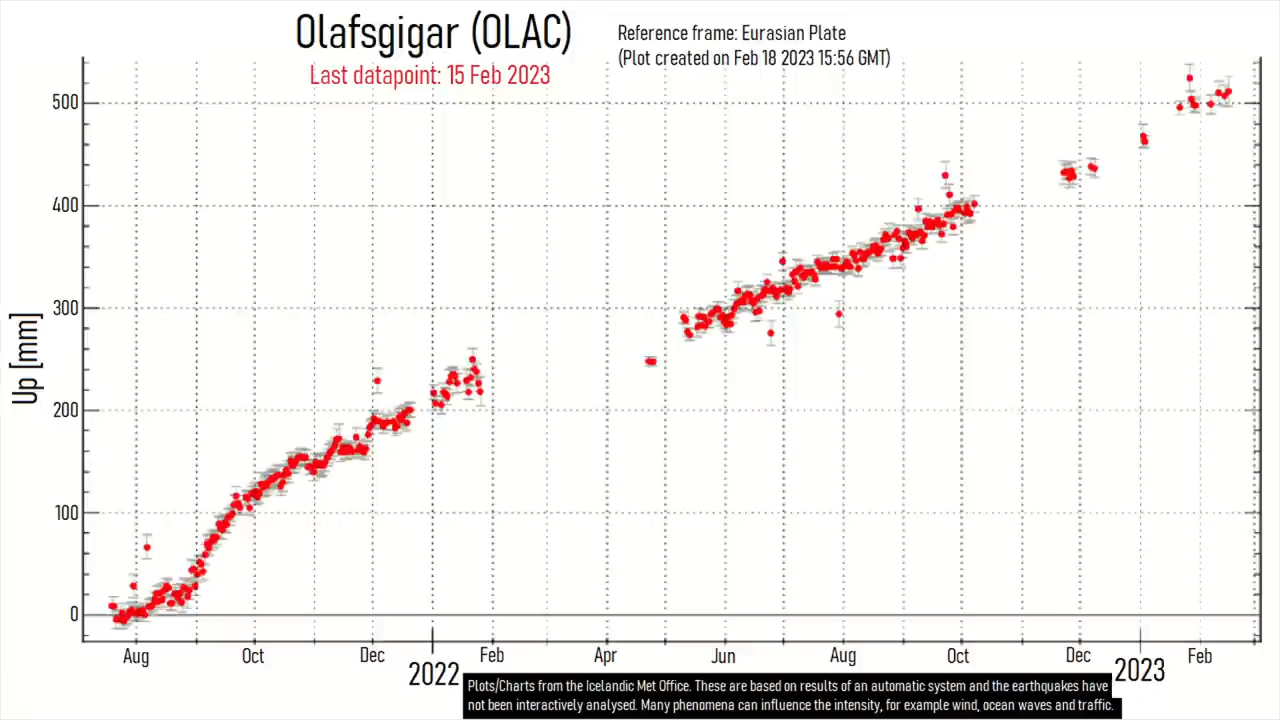 Olafsgigar (OLAC)
Last datapoint: 15 Feb 2023
Reference frame: Eurasian Plate
(Plot created on Feb 18 2023 15:56 GMT)
Up [mm]
500
400
300
200
100
0
Aug Oct Dec Feb Apr Jun Aug Oct Dec Feb
2022 2023
Plots/Charts from the Icelandic Met Office. These are based on results of an automatic system and the earthquakes have
not been interactively analysed. Many phenomena can influence the intensity, for example wind, ocean waves and traffic.